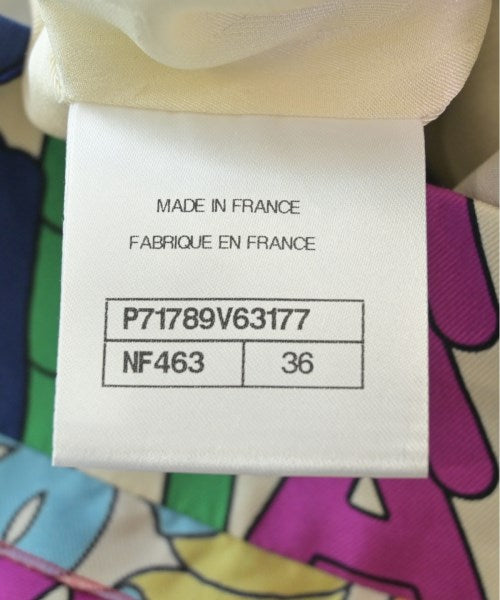 MADE IN FRANCE
FABRIQUE EN FRANCE
P71789V63177
NF463 36